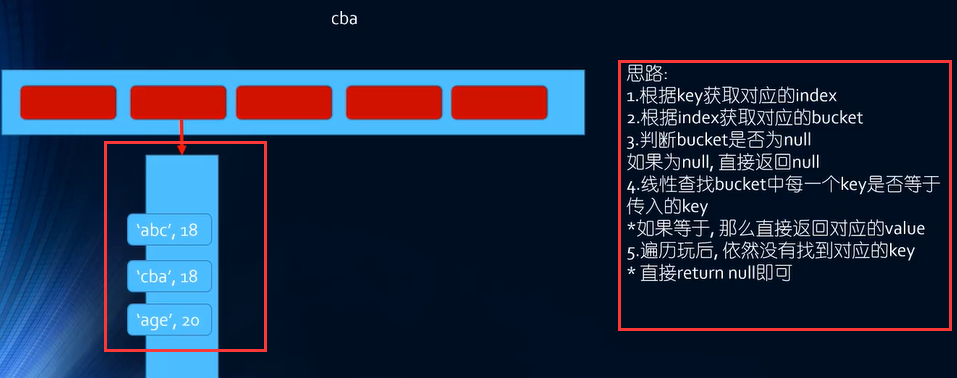 cba
‘abc’, 18
‘cba’, 18
‘age’, 20
思路:
1.根据key获取对应的index
2.根据index获取对应的bucket
3.判断bucket是否为null
如果为null, 直接返回null
4.线性查找bucket中每一个key是否等于
传入的key
*如果等于, 那么直接返回对应的value
5.遍历玩后, 依然没有找到对应的key
* 直接return null即可